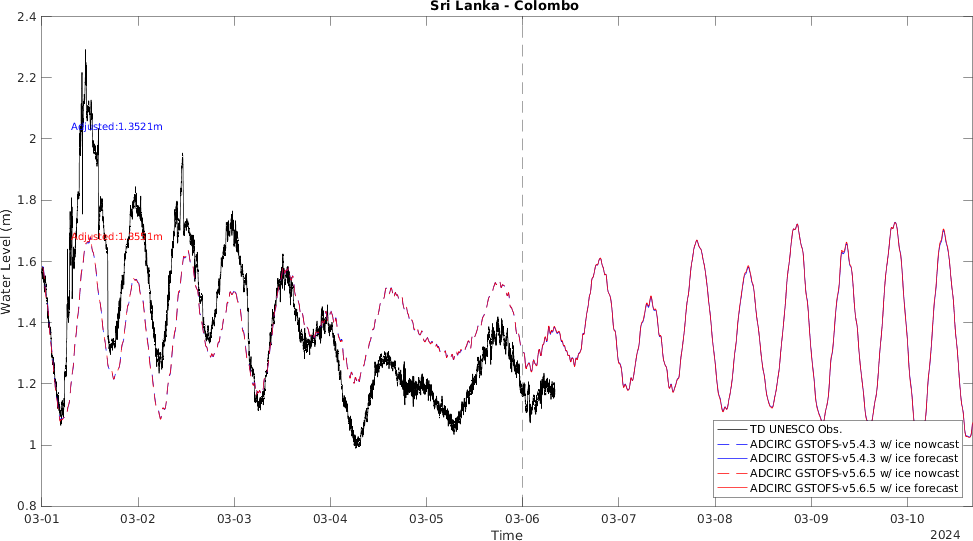 Sri Lanka - Colombo
2.4
2.2
2
1.8
1.6
1.4
1.2
1
0.8
Water Level (m)
Adjusted:1.3521m
Adjusted:1.3551m
TD UNESCO Obs.
ADCIRC GSTOFS-v5.4.3 w/ ice nowcast
ADCIRC GSTOFS-v5.4.3 w/ ice forecast
ADCIRC GSTOFS-v5.6.5 w/ ice nowcast
ADCIRC GSTOFS-v5.6.5 w/ ice forecast
03-01 03-02 03-03 03-04 03-05 03-06 03-07 03-08 03-09 03-10
Time
2024